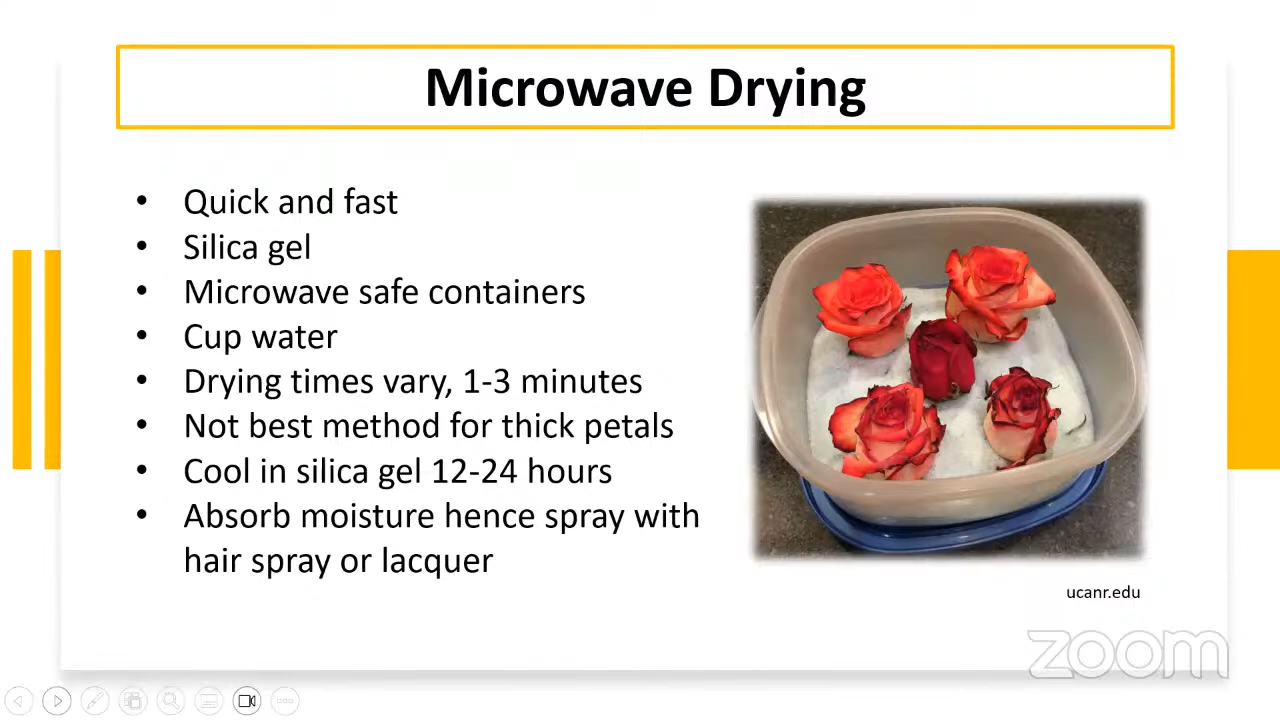 Microwave Drying
• Quick and fast
• Silica gel
• Microwave safe containers
• Cup water
• Drying times vary, 1-3 minutes
• Not best method for thick petals
• Cool in silica gel 12-24 hours
• Absorb moisture hence spray with
hair spray or lacquer
ucanr.edu
zoom